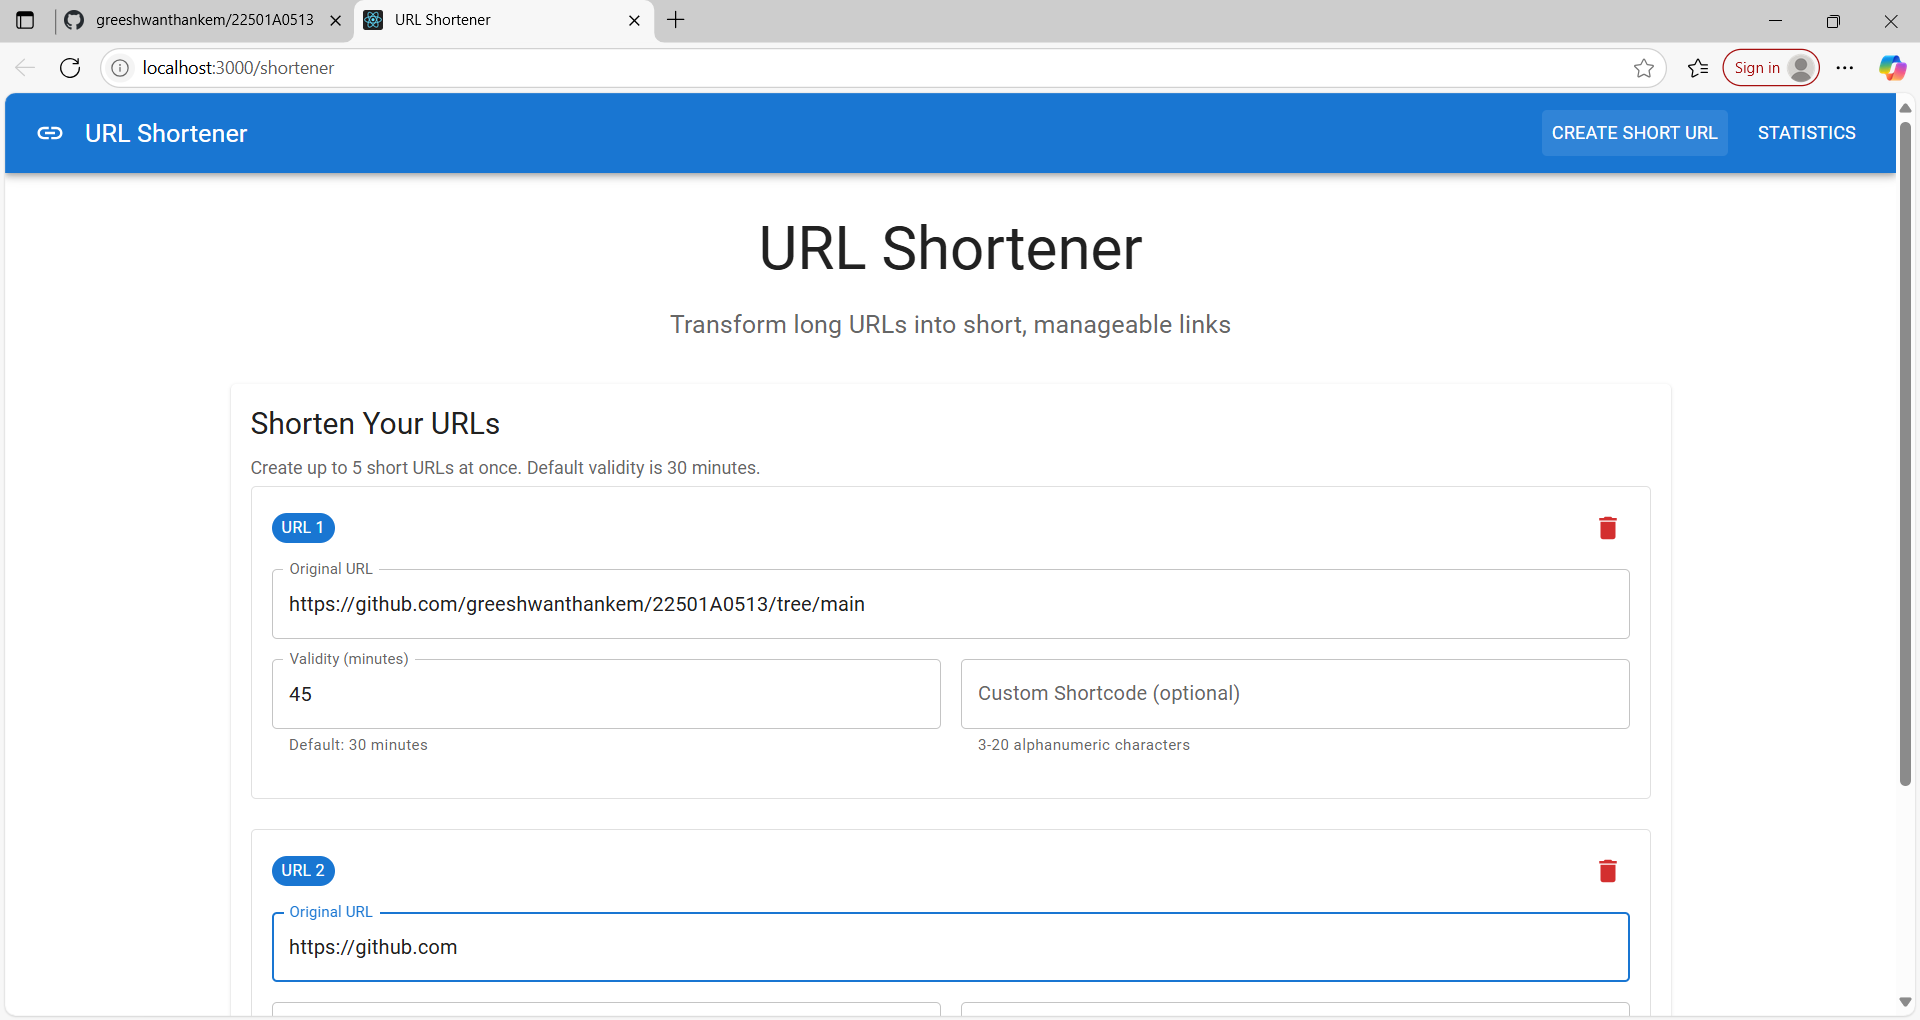 greeshwanthankem/22501A0513
URL Shortener
localhost:3000/shortener
Sign in
URL Shortener
CREATE SHORT URL
STATISTICS
URL Shortener
Transform long URLs into short, manageable links
Shorten Your URLs
Create up to 5 short URLs at once. Default validity is 30 minutes.
URL 1
Original URL
https://github.com/greeshwanthankem/22501A0513/tree/main
Validity (minutes)
45
Custom Shortcode (optional)
Default: 30 minutes
3-20 alphanumeric characters
URL 2
Original URL
https://github.com